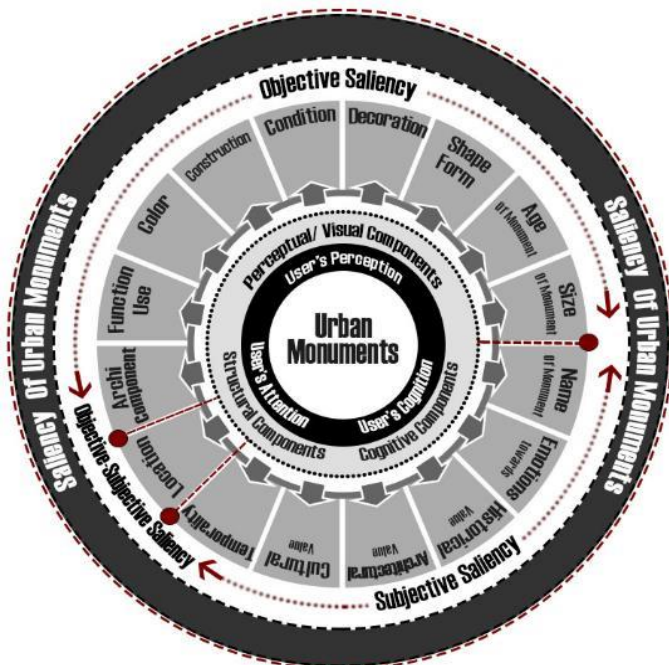 Objective Saliency
Saliency Of Urban Monuments
Saliency Of Urban Monuments
Subjective Saliency
Objective-Subjective Saliency
Decoration
Shape
Form
Age
Of Monument
Size
Of Monument
Name
Of Monument
Emotions
towards
Historical
Value
Architectural
Value
Cultural
Value
Temporality
Location
Archi
Component
Function
Use
Color
Construction
Condition
Perceptual/ Visual Components
Cognitive Components
Structural Components
User's Perception
User's Cognition
User's Attention
Urban
Monuments